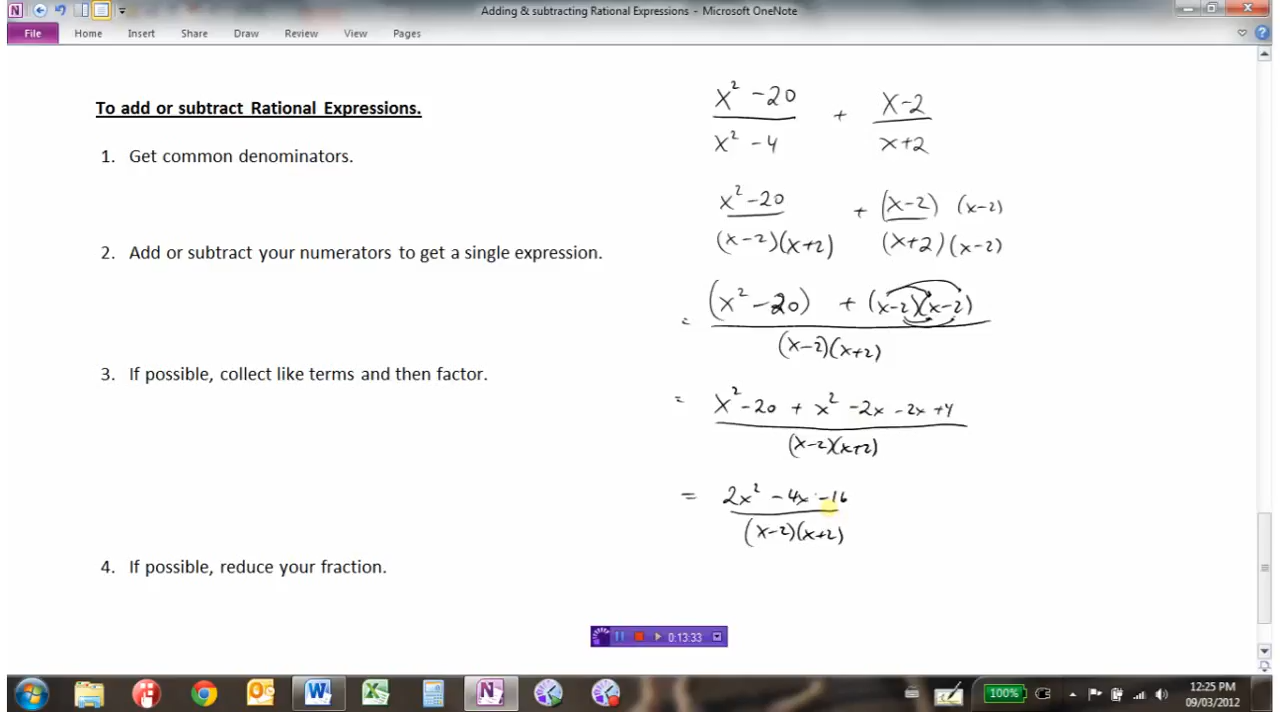 Adding & subtracting Rational Expressions - Microsoft OneNote
File Home Insert Share Draw Review View Pages
To add or subtract Rational Expressions.
1. Get common denominators.
2. Add or subtract your numerators to get a single expression.
3. If possible, collect like terms and then factor.
4. If possible, reduce your fraction.
x² - 20 + x - 2
x² - 4 x + 2
x² - 20 + (x - 2) (x - 2)
(x - 2)(x + 2) (x + 2)(x - 2)
= (x² - 20) + (x - 2)(x - 2)
(x - 2)(x + 2)
= x² - 20 + x² - 2x - 2x + 4
(x - 2)(x + 2)
= 2x² - 4x - 16
(x - 2)(x + 2)
0:13:33
100%
12:25 PM
09/03/2012